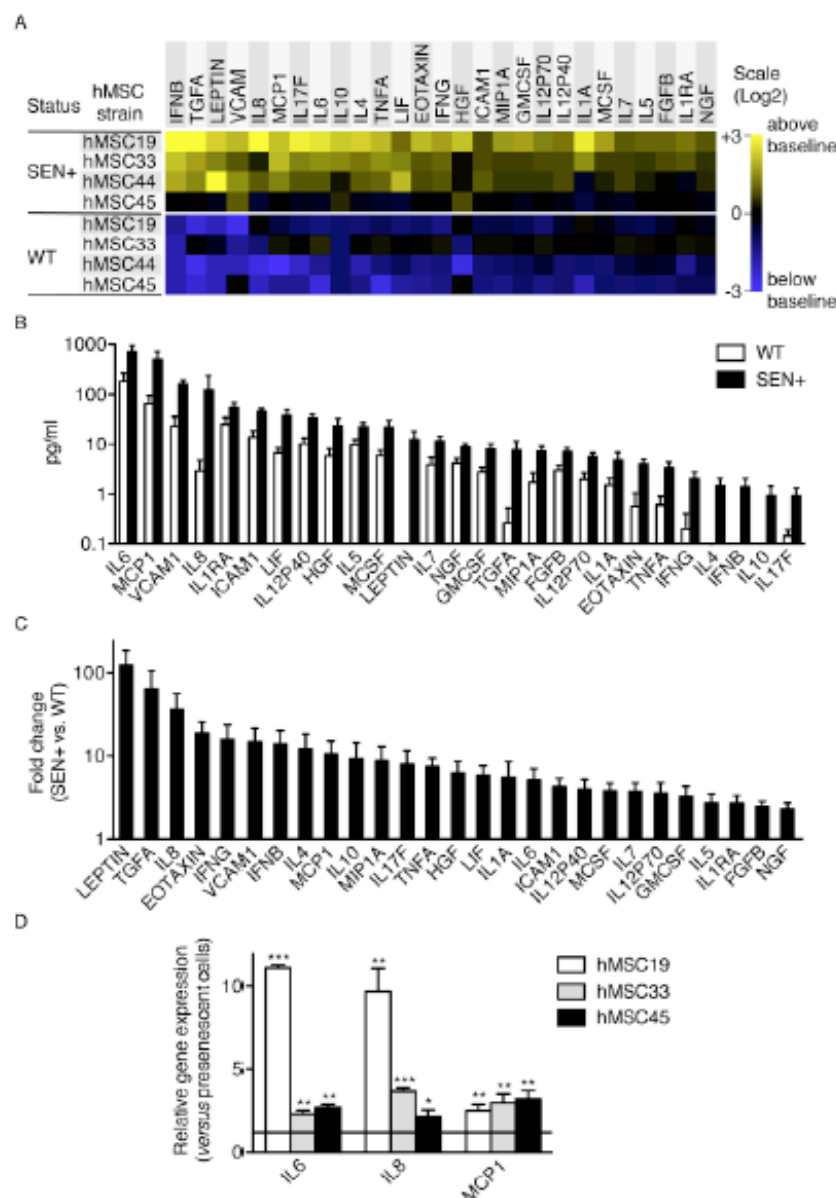 A
Status
hMSC strain
IFNB TGFA LEPTIN VCAM IL8 MCP1 IL17F IL6 IL10 IL4 TNFA LIF EOTAXIN IFNG HGF ICAM1 MIP1A GMCSF IL12P70 IL12P40 IL1A MCSF IL7 IL5 FGFB IL1RA NGF
Scale
(Log2)
SEN+
hMSC19
hMSC33
hMSC44
hMSC45
WT
hMSC19
hMSC33
hMSC44
hMSC45
+3 above
baseline
0
-3 below
baseline
B
pg/ml
1000
100
10
1
0.1
WT
SEN+
IL6 MCP1 VCAM1 IL8 IL1RA ICAM1 LIF IL12P40 HGF IL5 MCSF LEPTIN IL7 NGF GMCSF TGFA MIP1A FGFB IL12P70 IL1A EOTAXIN TNFA IFNG IL4 IFNB IL10 IL17F
C
Fold change
(SEN+ vs. WT)
100
10
1
LEPTIN TGFA IL8 EOTAXIN IFNG VCAM1 IFNB IL4 MCP1 IL10 MIP1A IL17F TNFA HGF LIF IL1A IL6 ICAM1 IL12P40 MCSF IL7 IL12P70 GMCSF IL5 IL1RA FGFB NGF
D
Relative gene expression
(versus presenescent cells)
10
5
0
*** ** ** ** *** * ** ** **
hMSC19
hMSC33
hMSC45
IL6 IL8 MCP1